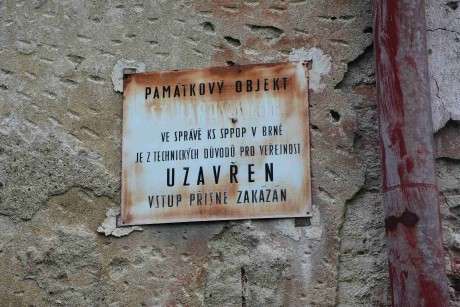 PAMÁTKOVÝ OBJEKT
VE SPRÁVĚ KS SPPOP V BRNĚ
JE Z TECHNICKÝCH DŮVODŮ PRO VEŘEJNOST
UZAVŘEN
VSTUP PŘÍSNĚ ZAKÁZÁN